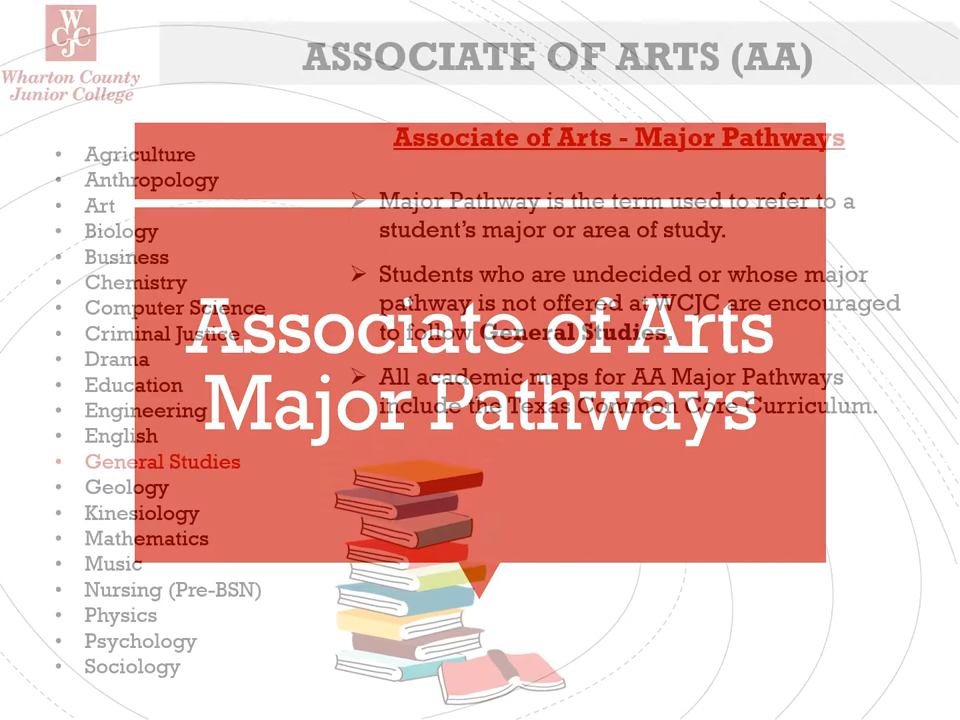 WCJC
Wharton County
Junior College
ASSOCIATE OF ARTS (AA)
• Agriculture
• Anthropology
• Art
• Biology
• Business
• Chemistry
• Computer Science
• Criminal Justice
• Drama
• Education
• Engineering
• English
• General Studies
• Geology
• Kinesiology
• Mathematics
• Music
• Nursing (Pre-BSN)
• Physics
• Psychology
• Sociology
Associate of Arts - Major Pathways
➢ Major Pathway is the term used to refer to a
student’s major or area of study.
➢ Students who are undecided or whose major
pathway is not offered at WCJC are encouraged
to follow General Studies.
➢ All academic maps for AA Major Pathways
include the Texas Common Core Curriculum.
Associate of Arts
Major Pathways